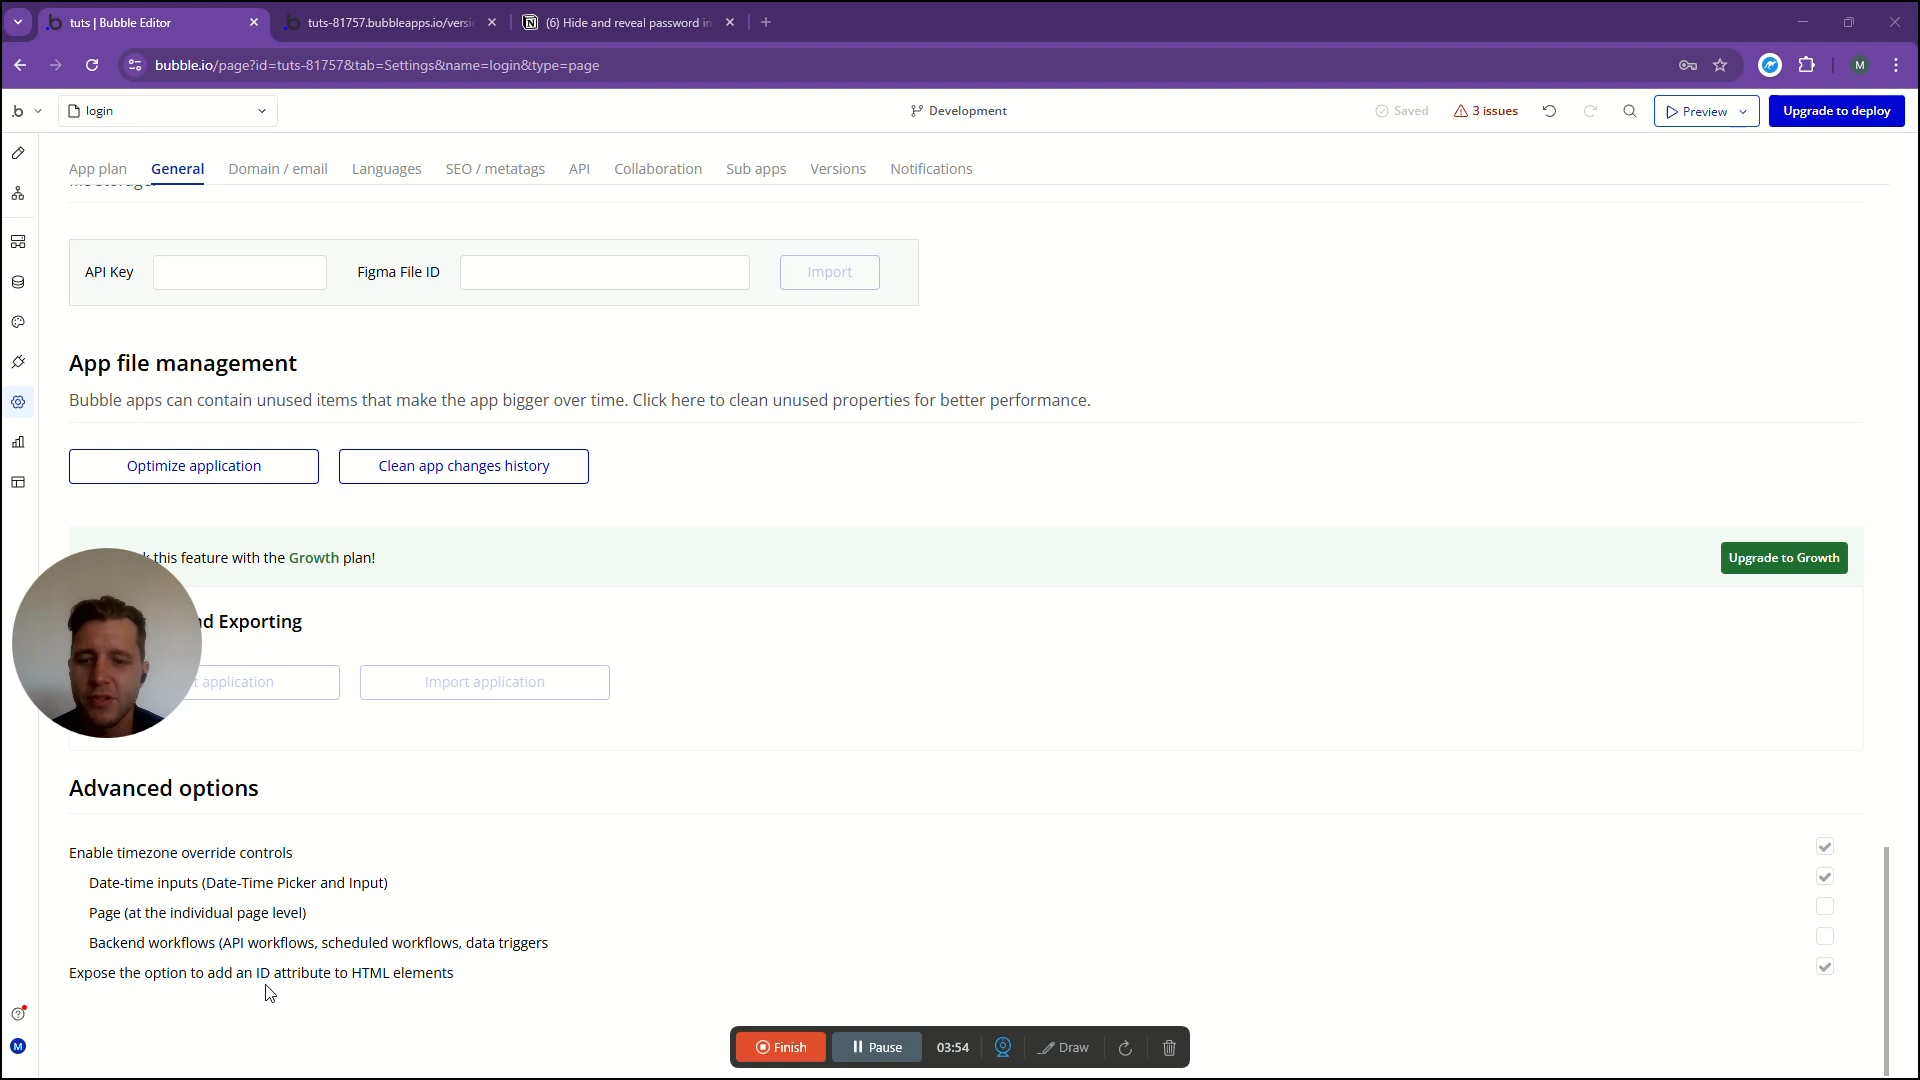 tuts | Bubble Editor
tuts-81757.bubbleapps.io/versi
(6) Hide and reveal password in
bubble.io/page?id=tuts-81757&tab=Settings&name=login&type=page
M
login
Development
Saved
3 issues
Preview
Upgrade to deploy
App plan
General
Domain / email
Languages
SEO / metatags
API
Collaboration
Sub apps
Versions
Notifications
API Key
Figma File ID
Import
App file management
Bubble apps can contain unused items that make the app bigger over time. Click here to clean unused properties for better performance.
Optimize application
Clean app changes history
this feature with the Growth plan!
Upgrade to Growth
nd Exporting
t application
Import application
Advanced options
Enable timezone override controls
Date-time inputs (Date-Time Picker and Input)
Page (at the individual page level)
Backend workflows (API workflows, scheduled workflows, data triggers
Expose the option to add an ID attribute to HTML elements
M
Finish
Pause
03:54
Draw